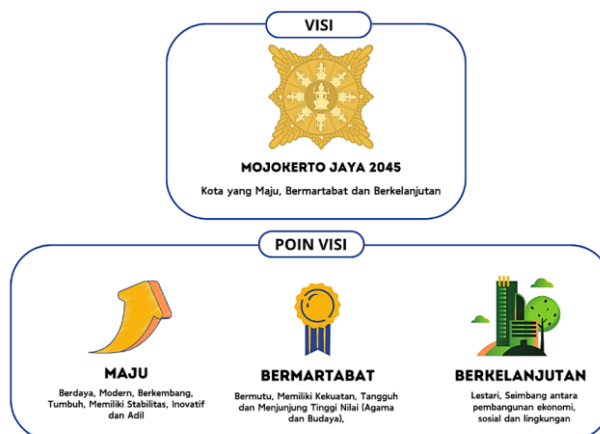 VISI
MOJOKERTO JAYA 2045
Kota yang Maju, Bermartabat dan Berkelanjutan
POIN VISI
MAJU
Berdaya, Modern, Berkembang,
Tumbuh, Memiliki Stabilitas, Inovatif
dan Adil
BERMARTABAT
Bermutu, Memiliki Kekuatan, Tangguh
dan Menjunjung Tinggi Nilai (Agama
dan Budaya),
BERKELANJUTAN
Lestari, Seimbang antara
pembangunan ekonomi,
sosial dan lingkungan